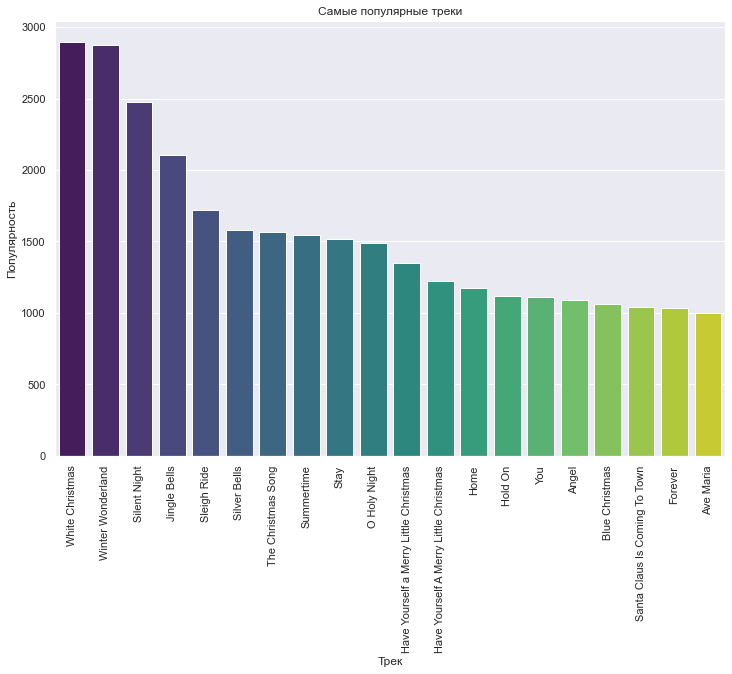 Самые популярные треки
Популярность
3000
2500
2000
1500
1000
500
0
White Christmas
Winter Wonderland
Silent Night
Jingle Bells
Sleigh Ride
Silver Bells
The Christmas Song
Summertime
Stay
O Holy Night
Have Yourself a Merry Little Christmas
Have Yourself A Merry Little Christmas
Home
Hold On
You
Angel
Blue Christmas
Santa Claus Is Coming To Town
Forever
Ave Maria
Трек